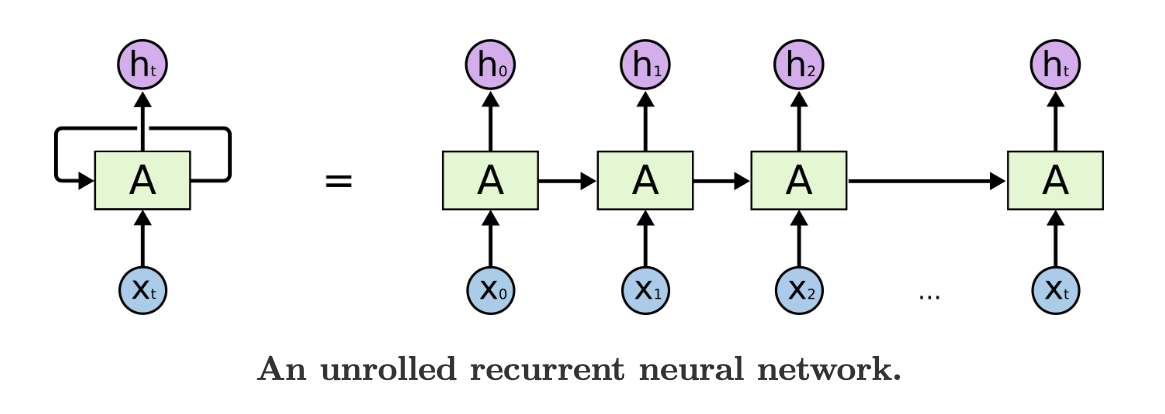 hₜ h₀ h₁ h₂ hₜ
A = A A A A
xₜ x₀ x₁ x₂ ... xₜ
An unrolled recurrent neural network.